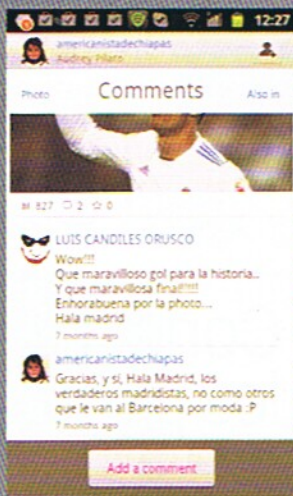 12:27
americanistadechiapas
Audrey Pilato
Photo Comments Also in
827 2 0
LUIS CANDILES ORUSCO
Wow!!!
Que maravilloso gol para la historia..
Y que maravillosa final!!!!!
Enhorabuena por la photo...
Hala madrid
7 months ago
americanistadechiapas
Gracias, y si, Hala Madrid, los
verdaderos madridistas, no como otros
que le van al Barcelona por moda :P
7 months ago
Add a comment